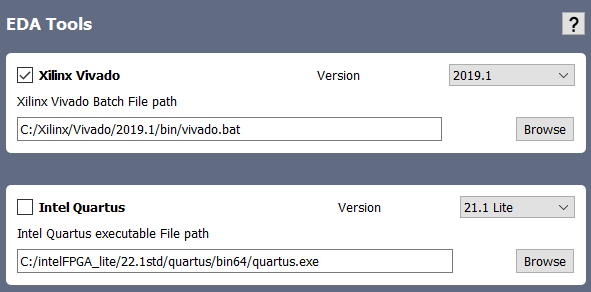 EDA Tools ?
Xilinx Vivado Version 2019.1
Xilinx Vivado Batch File path
C:/Xilinx/Vivado/2019.1/bin/vivado.bat Browse
Intel Quartus Version 21.1 Lite
Intel Quartus executable File path
C:/intelFPGA_lite/22.1std/quartus/bin64/quartus.exe Browse